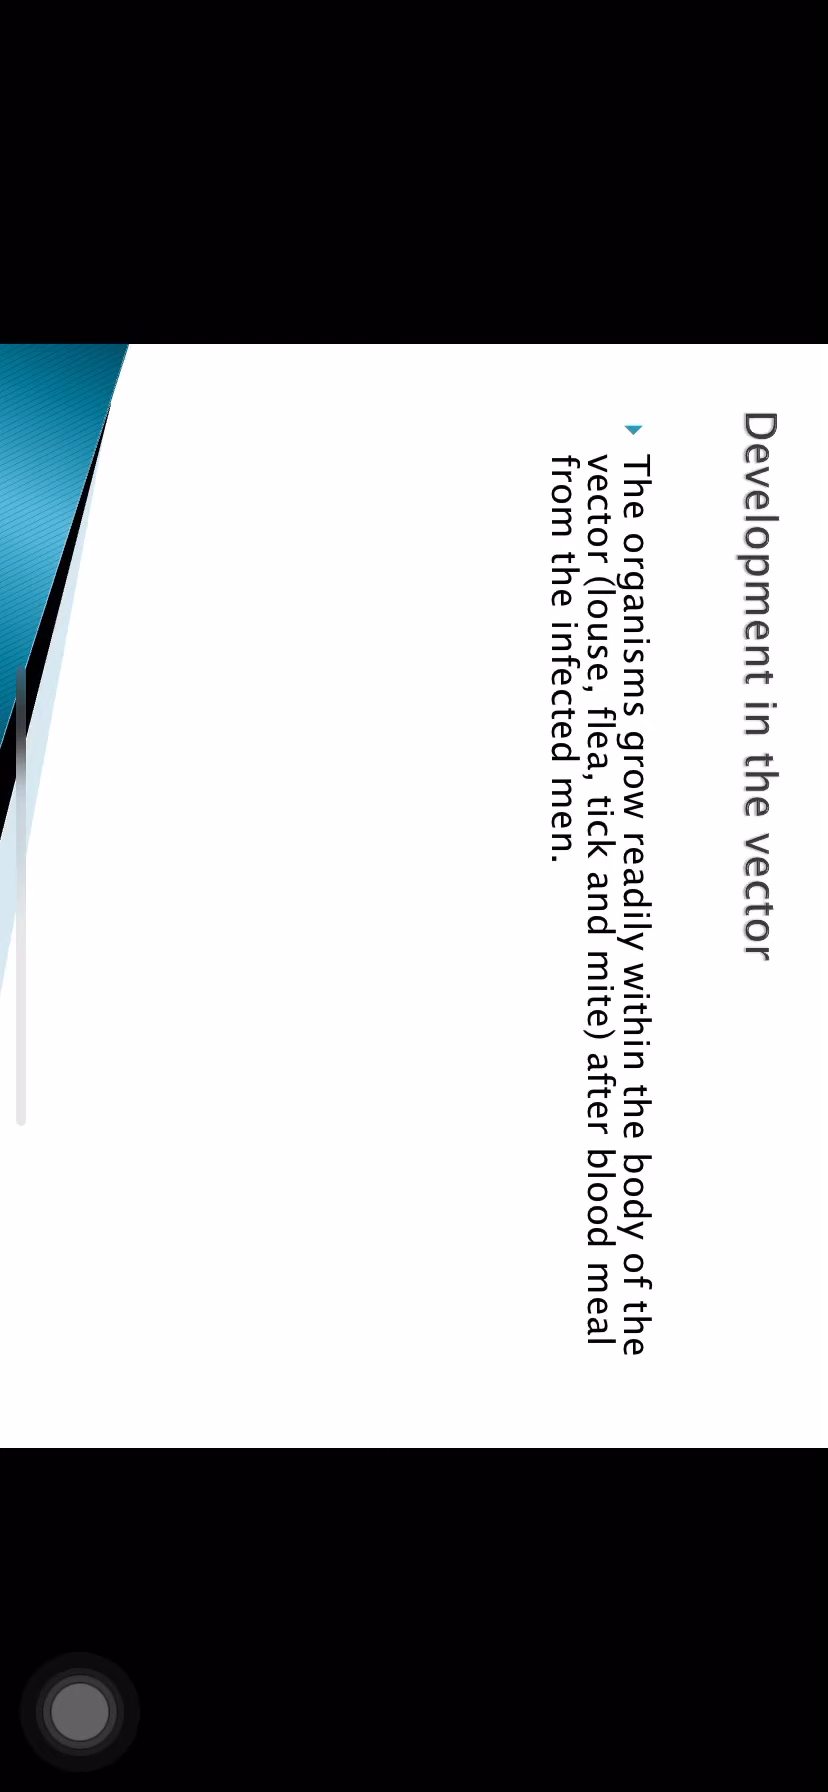 Development in the vector
The organisms grow readily within the body of the
vector (louse, flea, tick and mite) after blood meal
from the infected men.